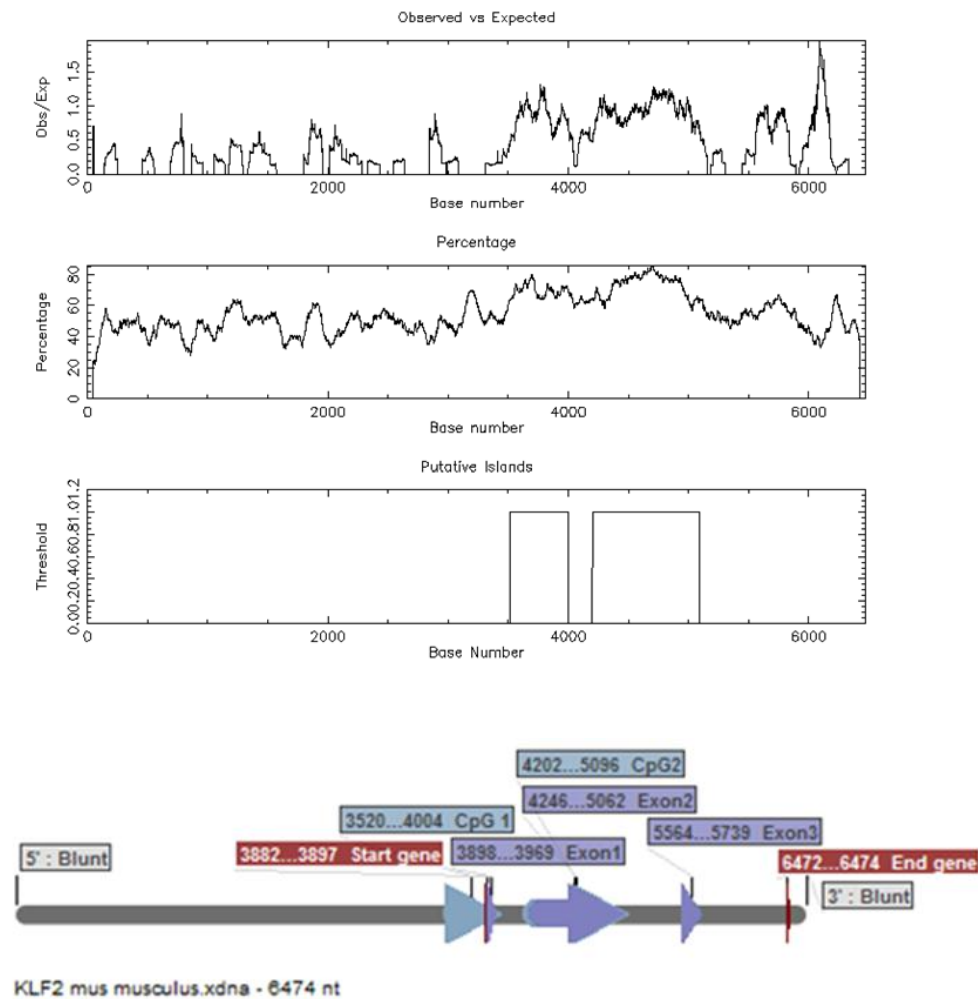 Observed vs Expected
Obs/Exp
0.0 0.5 1.0 1.5
0 2000 4000 6000
Base number
Percentage
Percentage
0 20 40 60 80
0 2000 4000 6000
Base number
Putative Islands
Threshold
0.00.20.40.60.81.01.2
0 2000 4000 6000
Base Number
4202...5096 CpG2
4246...5062 Exon2
3520...4004 CpG 1
5564...5739 Exon3
5' : Blunt
3882...3897 Start gene
3898...3969 Exon1
6472...6474 End gene
3' : Blunt
KLF2 mus musculus.xdna - 6474 nt